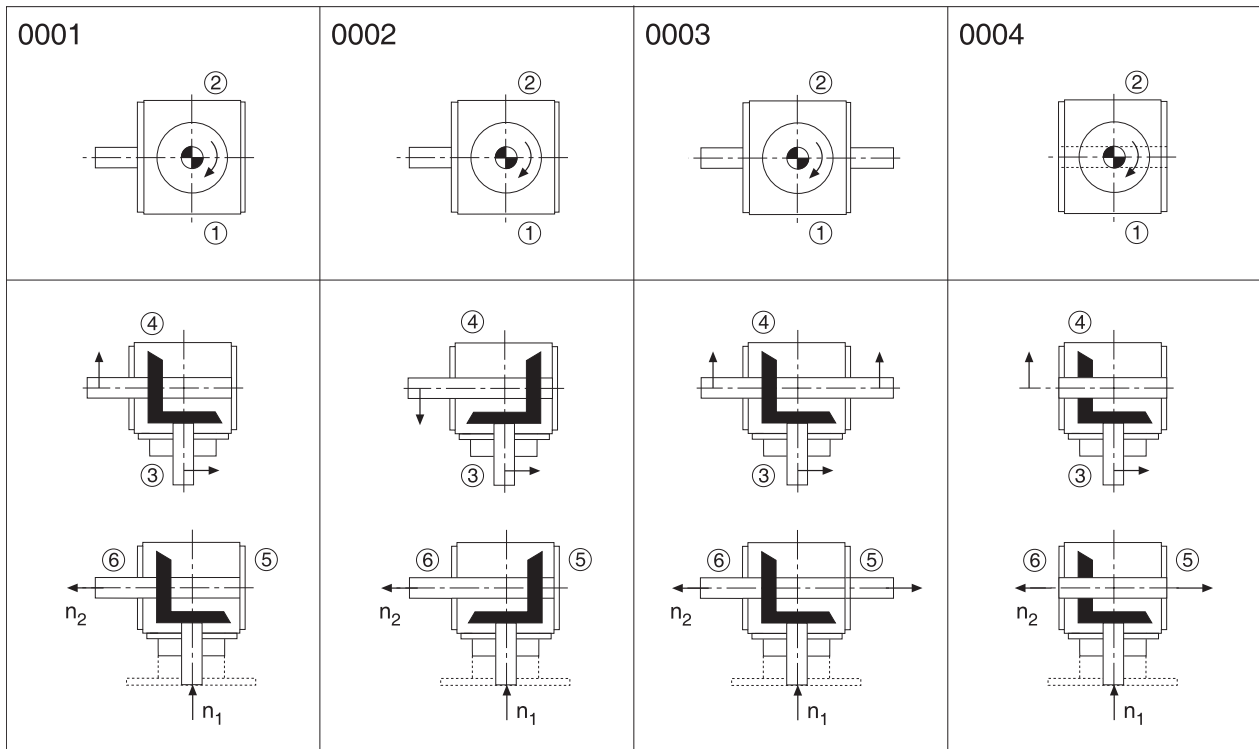 0001 0002 0003 0004
② ② ② ②
① ① ① ①
④ ④ ④ ④
③ ③ ③ ③
⑥ ⑤ ⑥ ⑤ ⑥ ⑤ ⑥ ⑤
n₂ n₂ n₂ n₂
n₁ n₁ n₁ n₁